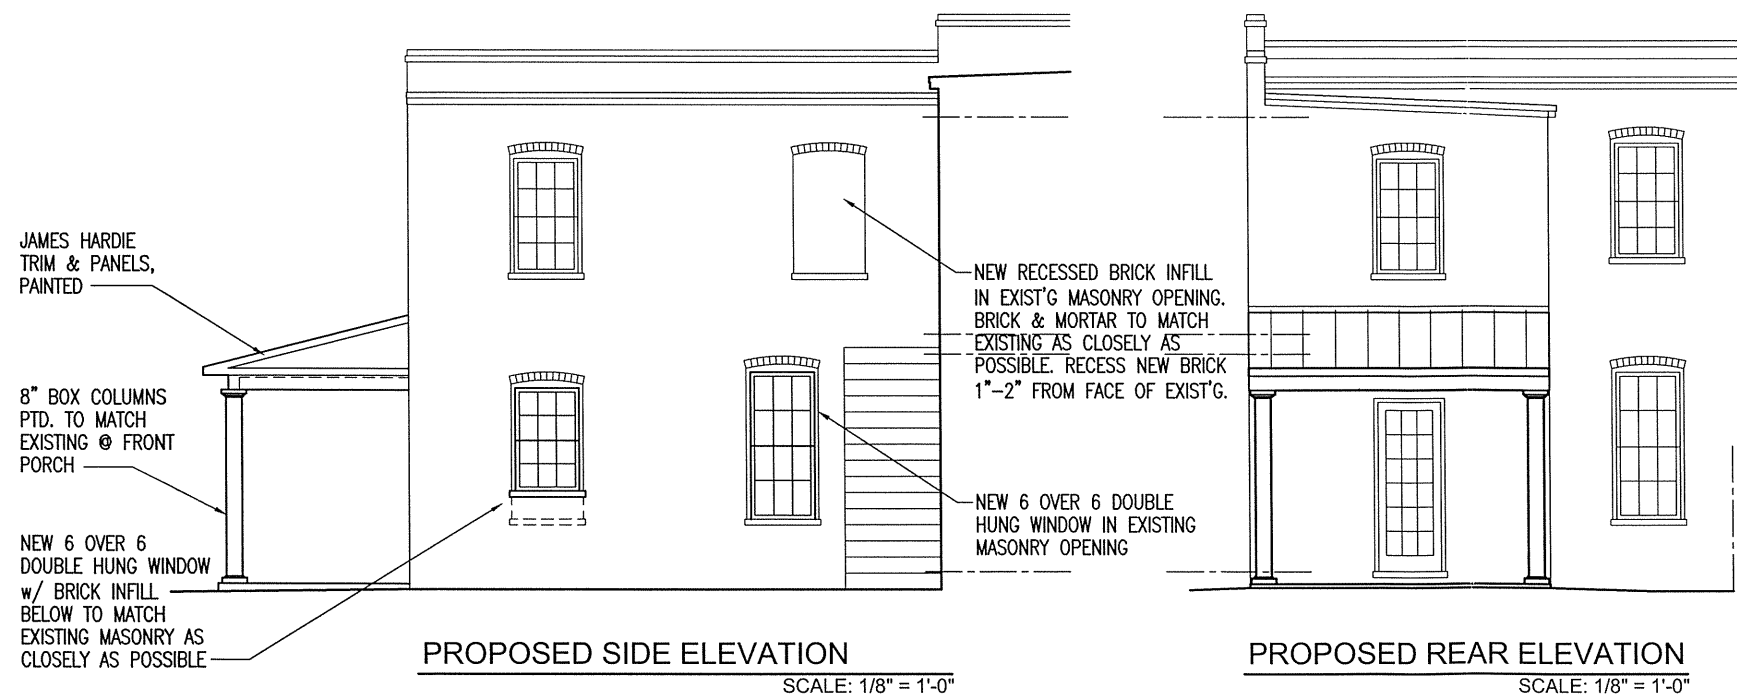 JAMES HARDIE
TRIM & PANELS,
PAINTED
8" BOX COLUMNS
PTD. TO MATCH
EXISTING @ FRONT
PORCH
NEW 6 OVER 6
DOUBLE HUNG WINDOW
w/ BRICK INFILL
BELOW TO MATCH
EXISTING MASONRY AS
CLOSELY AS POSSIBLE
NEW RECESSED BRICK INFILL
IN EXIST'G MASONRY OPENING.
BRICK & MORTAR TO MATCH
EXISTING AS CLOSELY AS
POSSIBLE. RECESS NEW BRICK
1"-2" FROM FACE OF EXIST'G.
NEW 6 OVER 6 DOUBLE
HUNG WINDOW IN EXISTING
MASONRY OPENING
PROPOSED SIDE ELEVATION
SCALE: 1/8" = 1'-0"
PROPOSED REAR ELEVATION
SCALE: 1/8" = 1'-0"